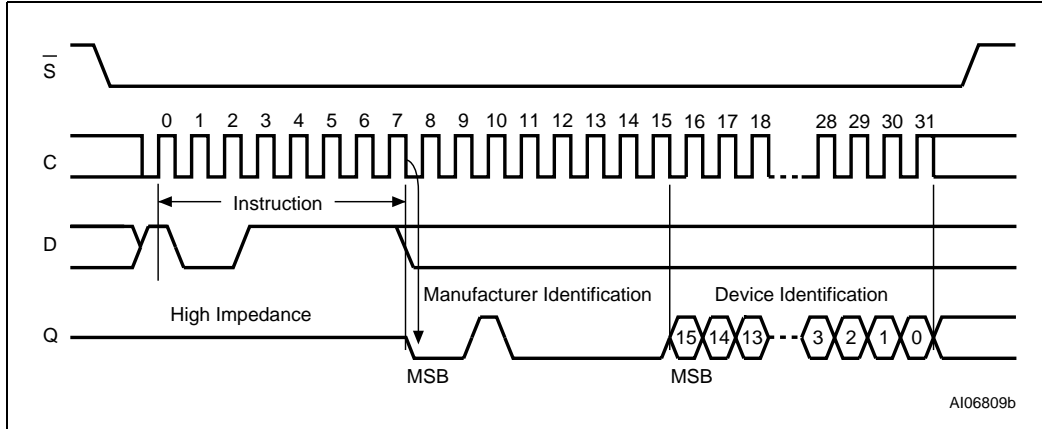 S
0 1 2 3 4 5 6 7 8 9 10 11 12 13 14 15 16 17 18 28 29 30 31
C
Instruction
D
Manufacturer Identification Device Identification
High Impedance
Q 15 14 13 3 2 1 0
MSB MSB
AI06809b